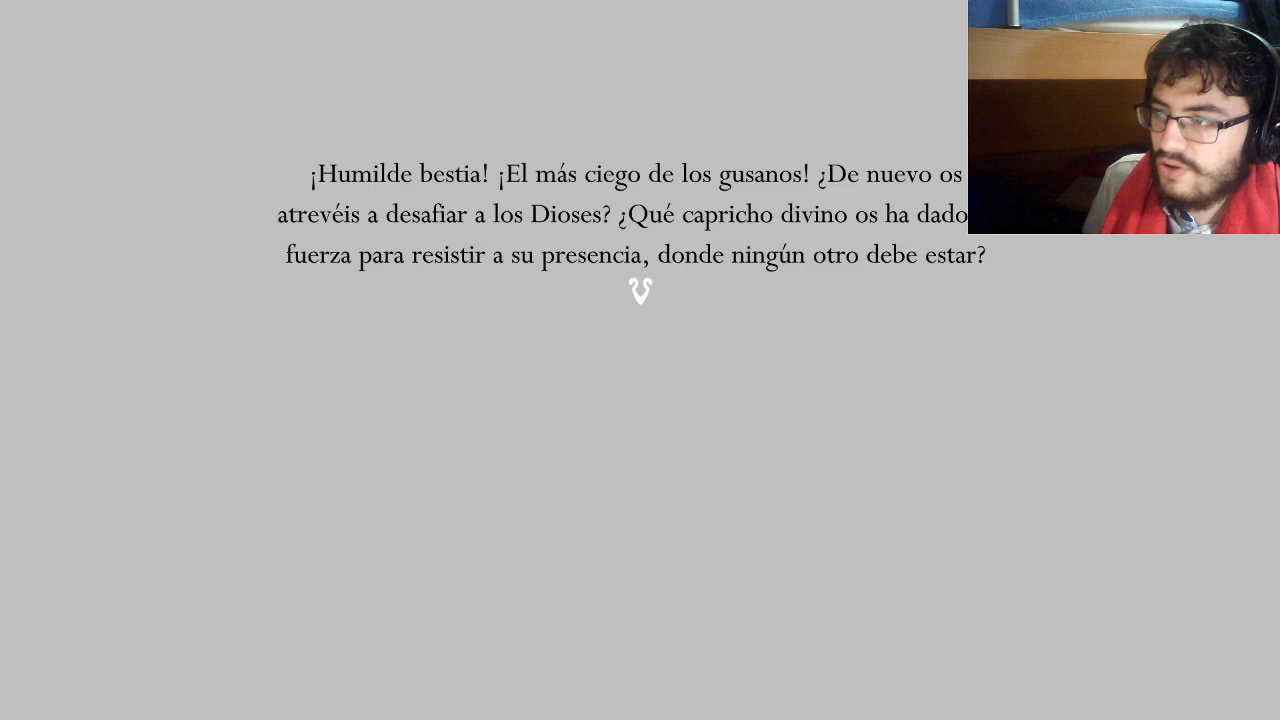 ¡Humilde bestia! ¡El más ciego de los gusanos! ¿De nuevo os
atrevéis a desafiar a los Dioses? ¿Qué capricho divino os ha dado
fuerza para resistir a su presencia, donde ningún otro debe estar?